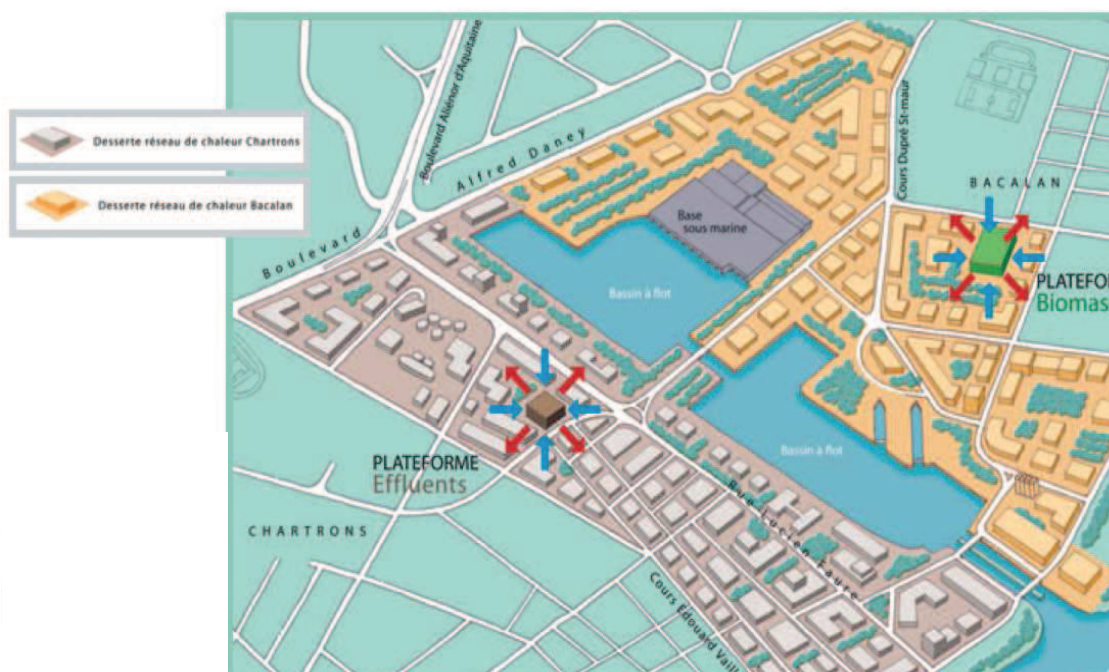 Desserte réseau de chaleur Chartrons
Desserte réseau de chaleur Bacalan
Boulevard Aliénor d'Aquitaine
Boulevard Alfred Daney
Cours Dupré St-maur
BACALAN
Base
sous marine
Bassin à flot
PLATEFO
Biomas
Bassin à flot
PLATEFORME
Effluents
Rue Lucien Faure
CHARTRONS
Cours Edouard Vaill